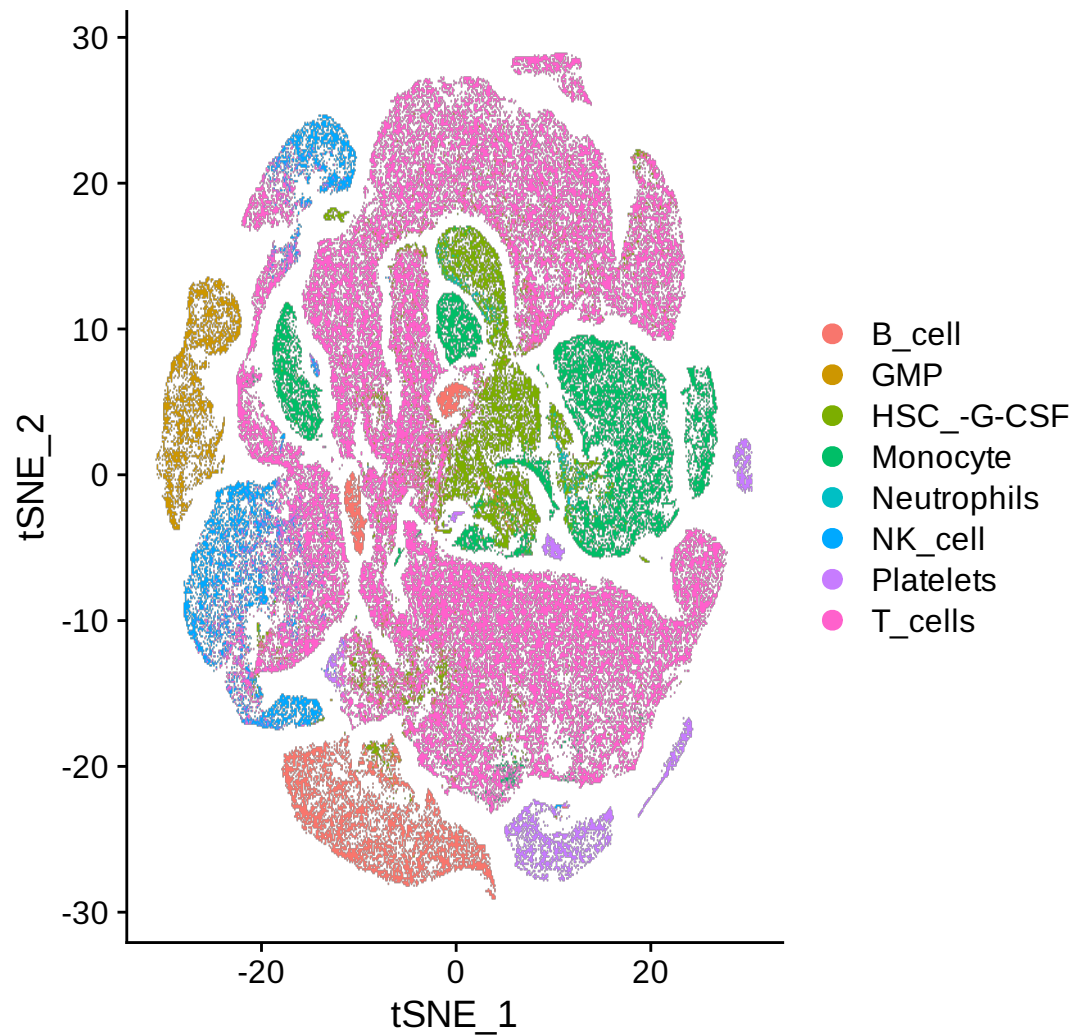 30
20
10
0
-10
-20
-30
tSNE_2
-20 0 20
tSNE_1
B_cell
GMP
HSC_-G-CSF
Monocyte
Neutrophils
NK_cell
Platelets
T_cells